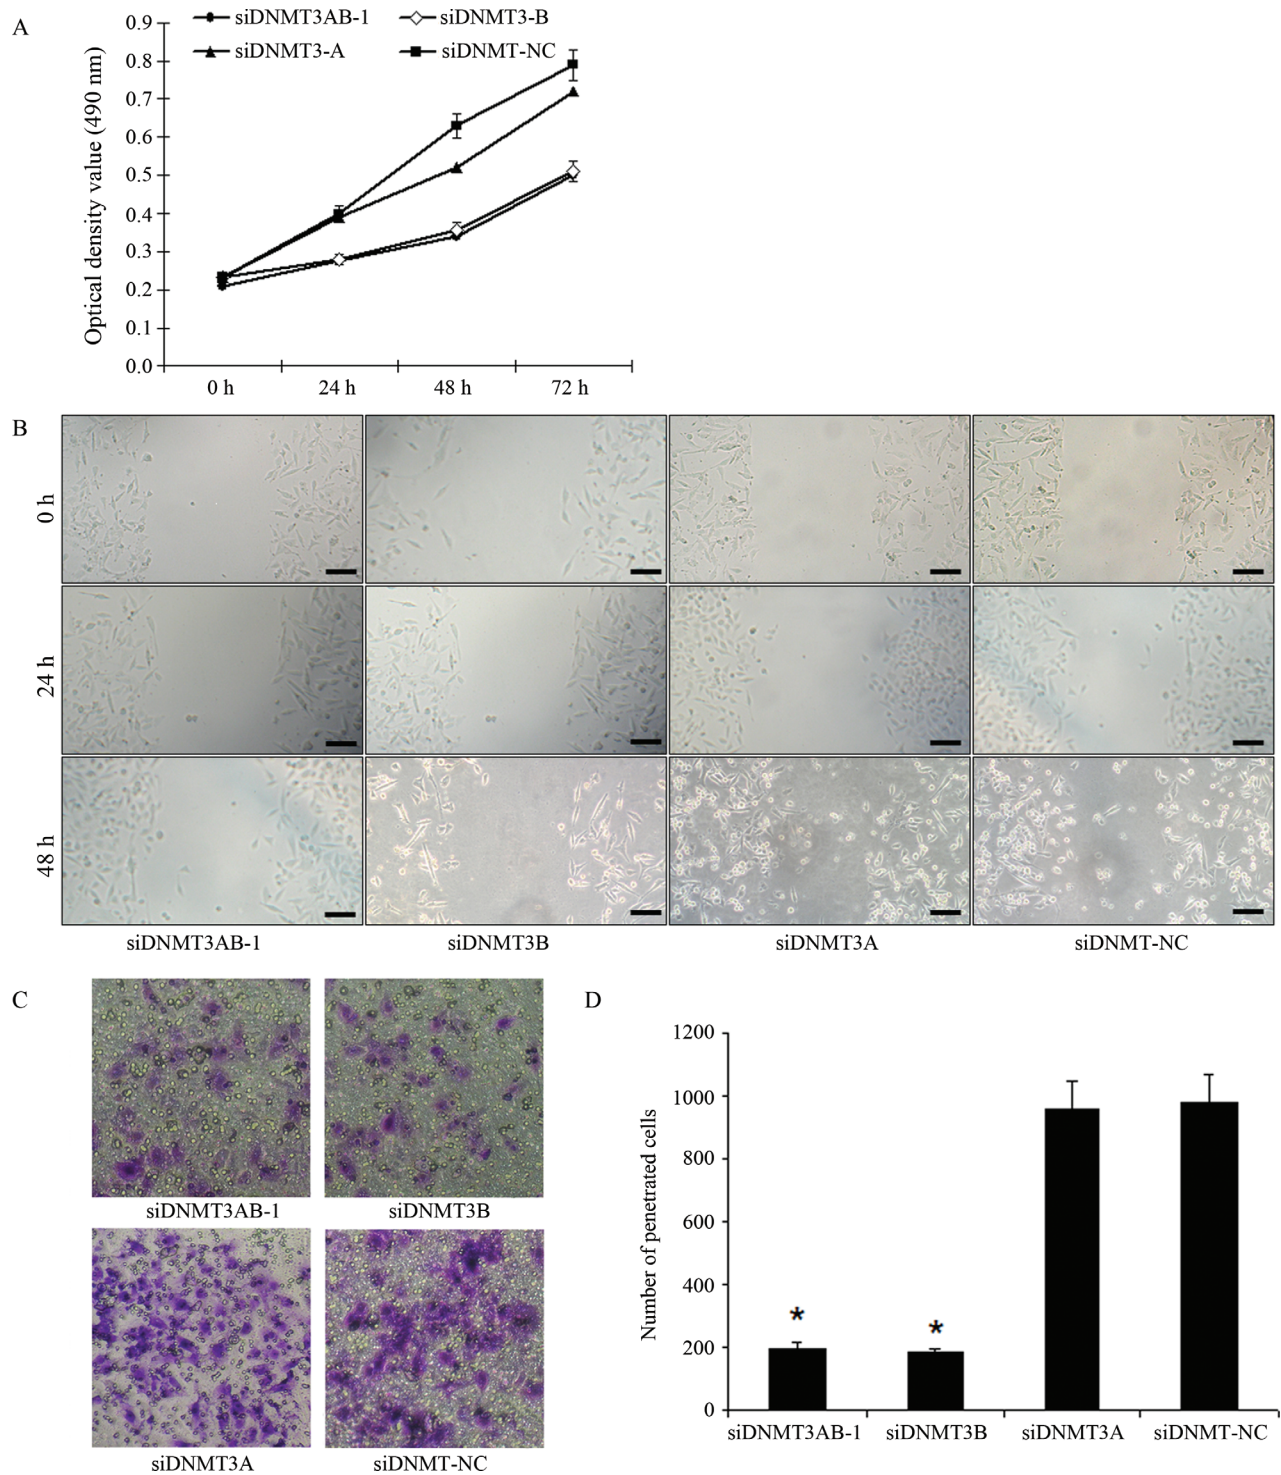 A
siDNMT3AB-1
siDNMT3-B
siDNMT3-A
siDNMT-NC
Optical density value (490 nm)
0.9
0.8
0.7
0.6
0.5
0.4
0.3
0.2
0.1
0.0
0 h
24 h
48 h
72 h
B
0 h
24 h
48 h
siDNMT3AB-1
siDNMT3B
siDNMT3A
siDNMT-NC
C
siDNMT3AB-1
siDNMT3B
siDNMT3A
siDNMT-NC
D
Number of penetrated cells
1200
1000
800
600
400
200
0
*
*
siDNMT3AB-1
siDNMT3B
siDNMT3A
siDNMT-NC